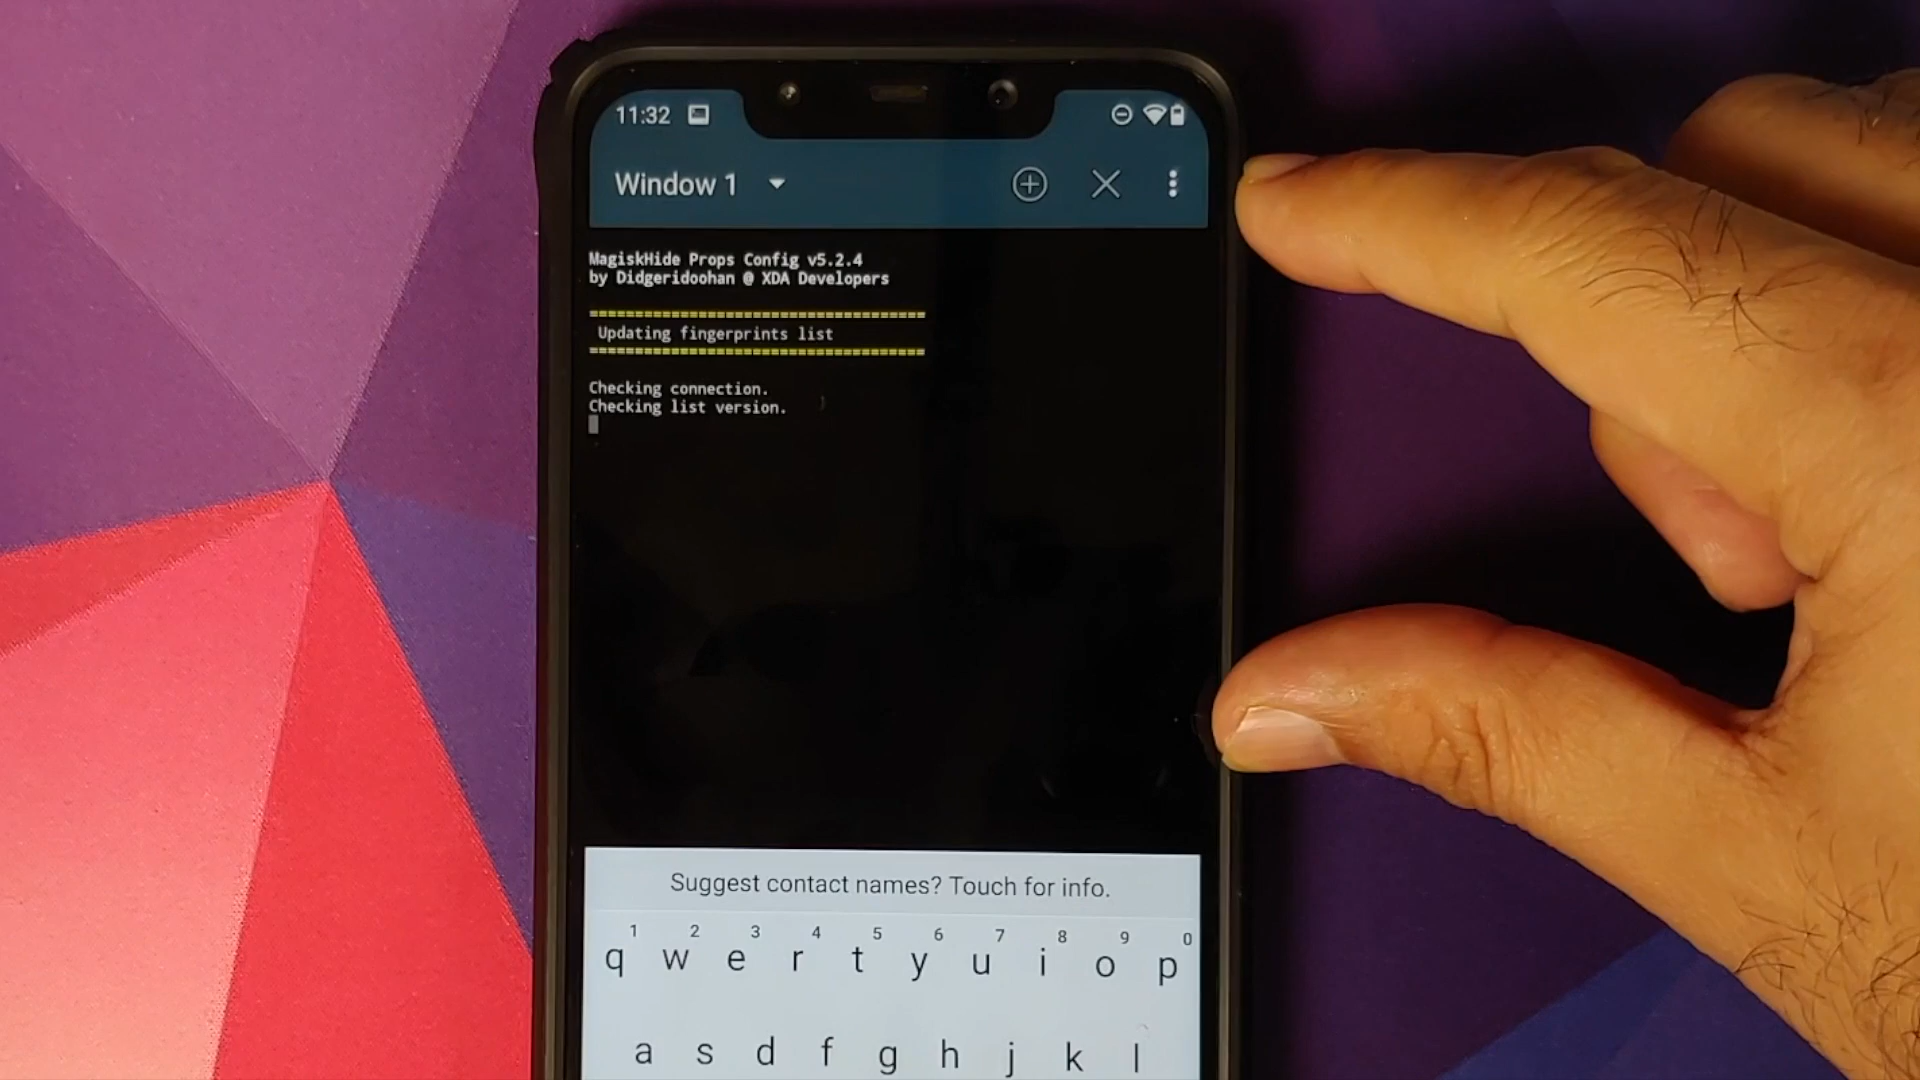 11:32
Window 1
MagiskHide Props Config v5.2.4
by Didgeridoohan @ XDA Developers
=====================================
Updating fingerprints list
=====================================
Checking connection.
Checking list version.
Suggest contact names? Touch for info.
1 2 3 4 5 6 7 8 9 0
q w e r t y u i o p
a s d f g h j k l